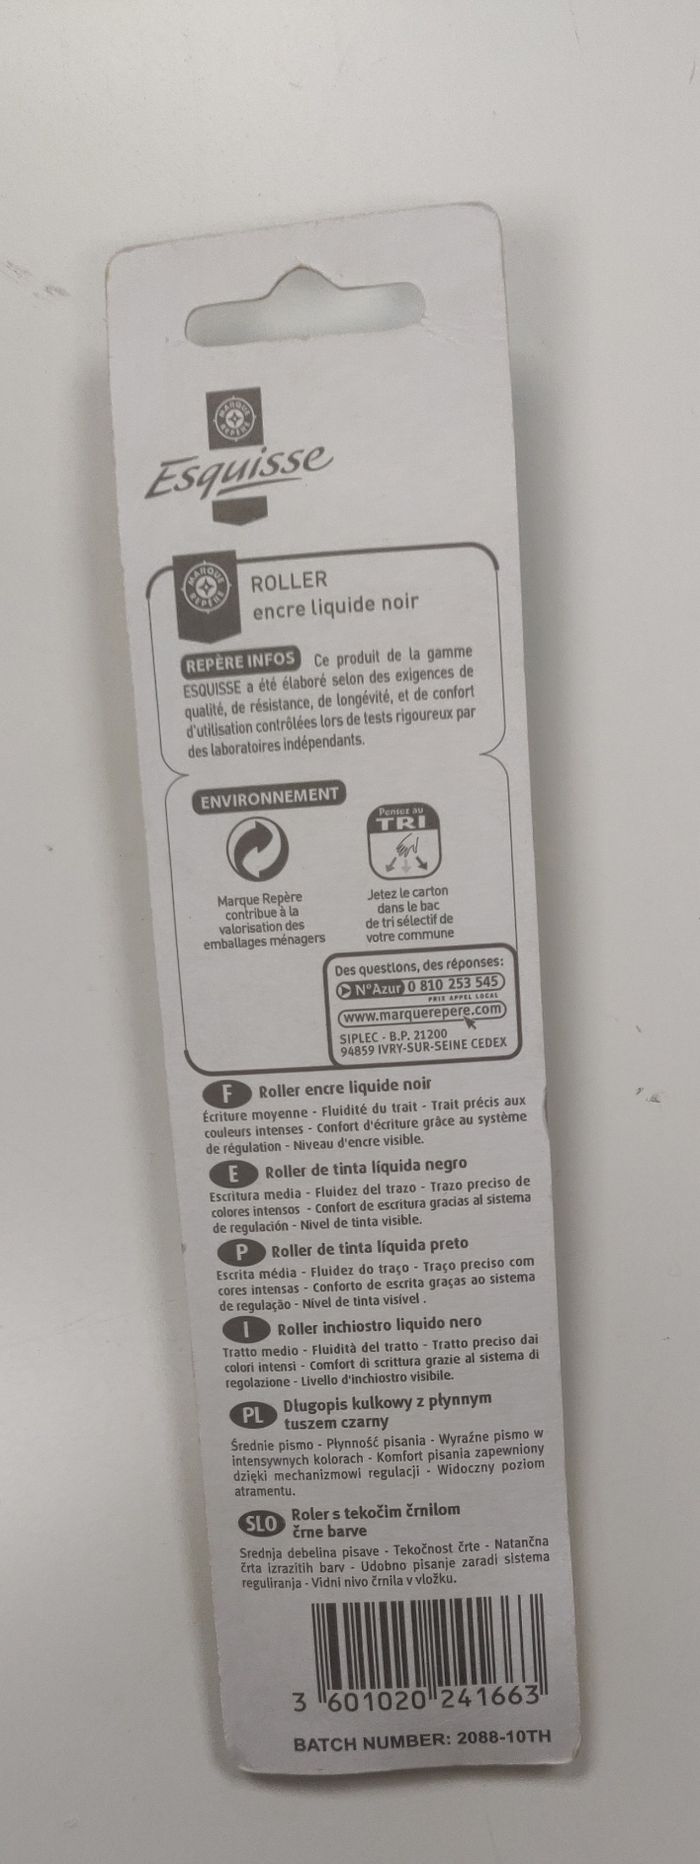 MARQUE REPÈRE
Esquisse
MARQUE REPÈRE
ROLLER
encre liquide noir
REPÈRE INFOS Ce produit de la gamme
ESQUISSE a été élaboré selon des exigences de
qualité, de résistance, de longévité, et de confort
d'utilisation contrôlées lors de tests rigoureux par
des laboratoires indépendants.
ENVIRONNEMENT
Marque Repère
contribue à la
valorisation des
emballages ménagers
Pensez au
TRI
Jetez le carton
dans le bac
de tri sélectif de
votre commune
Des questions, des réponses:
N°Azur 0 810 253 545
PRIX APPEL LOCAL
www.marquerepere.com
SIPLEC - B.P. 21200
94859 IVRY-SUR-SEINE CEDEX
F Roller encre liquide noir
Écriture moyenne - Fluidité du trait - Trait précis aux
couleurs intenses - Confort d'écriture grâce au système
de régulation - Niveau d'encre visible.
E Roller de tinta líquida negro
Escritura media - Fluidez del trazo - Trazo preciso de
colores intensos - Confort de escritura gracias al sistema
de regulación - Nivel de tinta visible.
P Roller de tinta líquida preto
Escrita média - Fluidez do traço - Traço preciso com
cores intensas - Conforto de escrita graças ao sistema
de regulação - Nível de tinta visível .
I Roller inchiostro liquido nero
Tratto medio - Fluidità del tratto - Tratto preciso dai
colori intensi - Comfort di scrittura grazie al sistema di
regolazione - Livello d'inchiostro visibile.
PL Długopis kulkowy z płynnym
tuszem czarny
Średnie pismo - Płynność pisania - Wyraźne pismo w
intensywnych kolorach - Komfort pisania zapewniony
dzięki mechanizmowi regulacji - Widoczny poziom
atramentu.
SLO Roler s tekočim črnilom
črne barve
Srednja debelina pisave - Tekočnost črte - Natančna
črta izrazitih barv - Udobno pisanje zaradi sistema
reguliranja - Vidni nivo črnila v vložku.
3 601020 241663
BATCH NUMBER: 2088-10TH